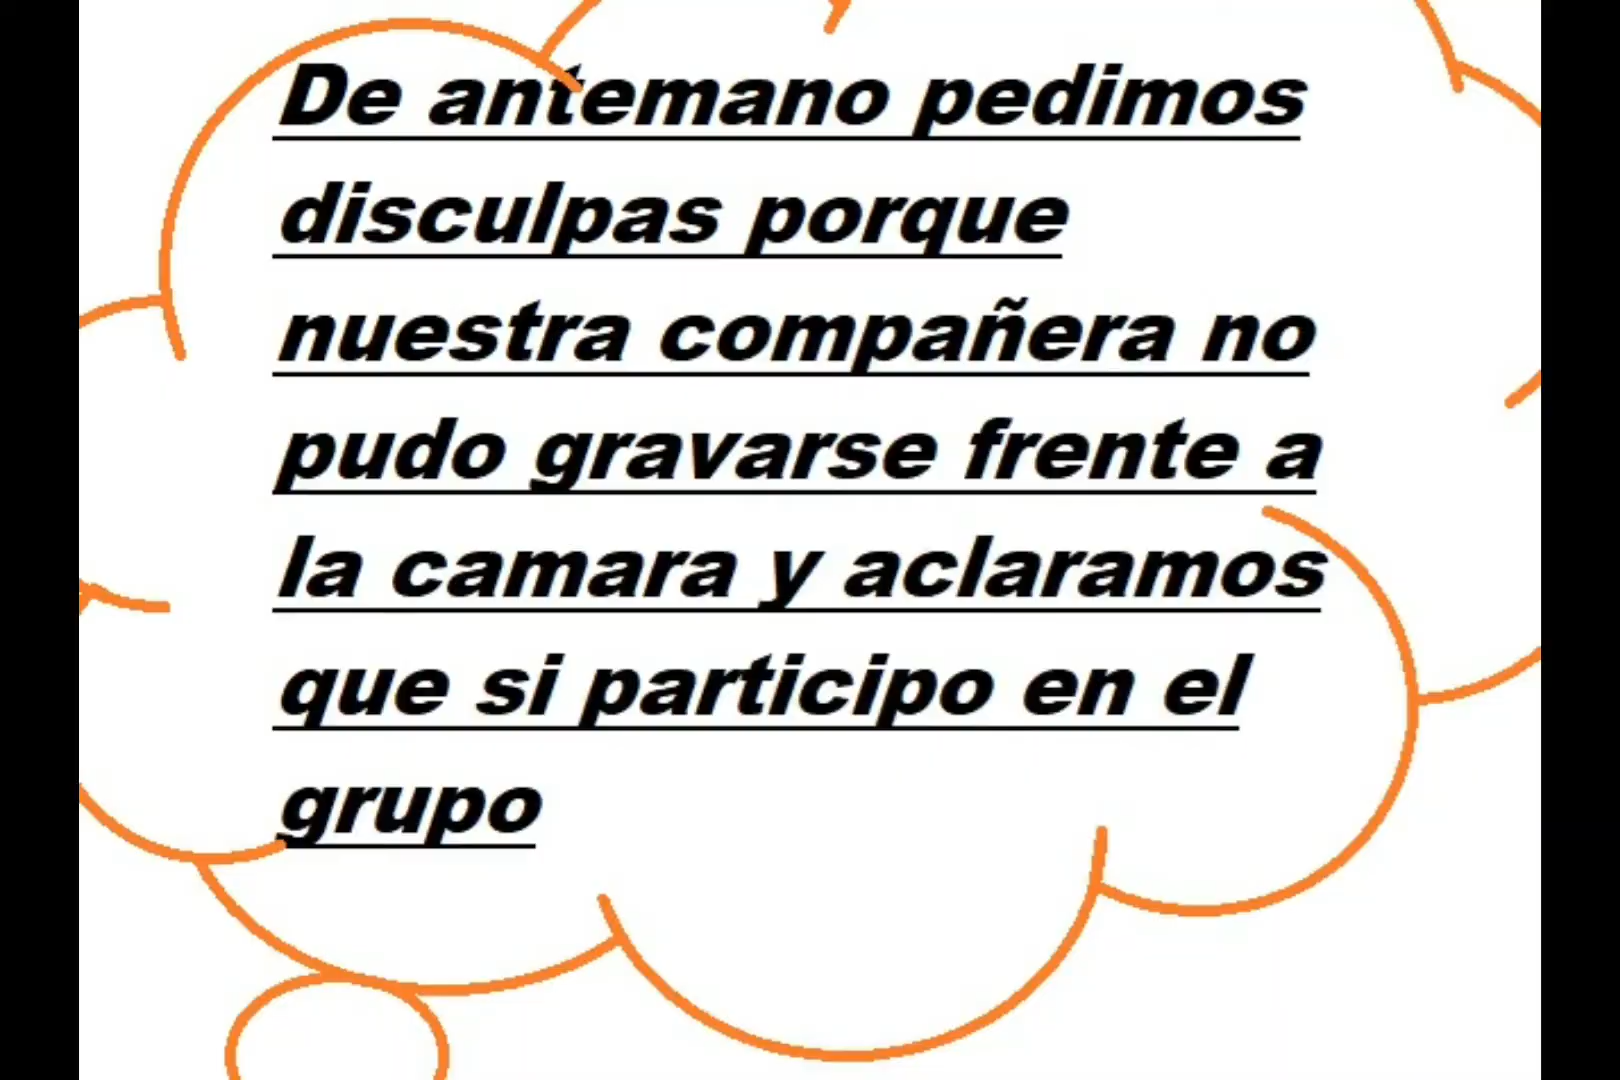 De antemano pedimos
disculpas porque
nuestra compañera no
pudo gravarse frente a
la camara y aclaramos
que si participo en el
grupo